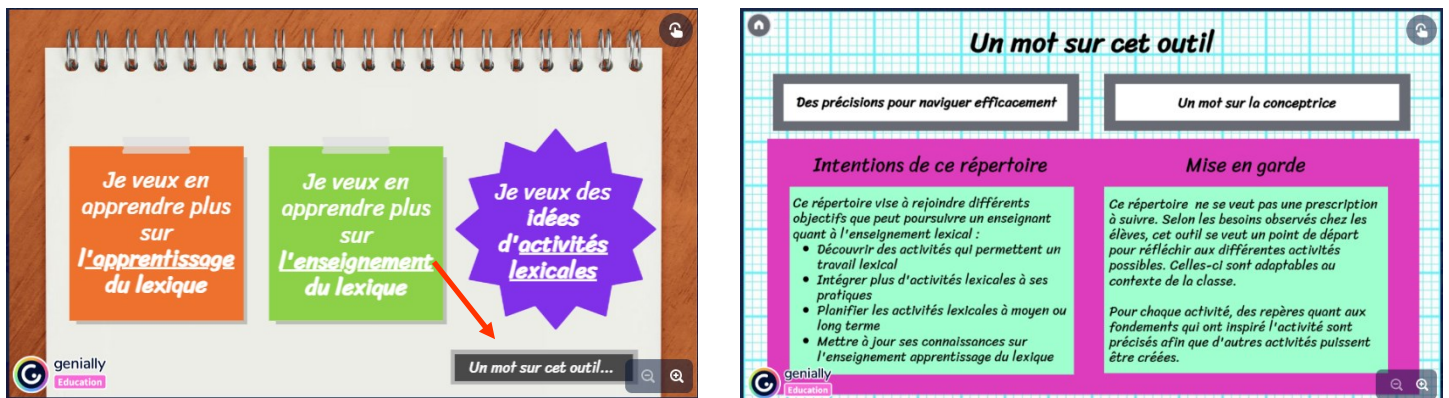 Je veux en
apprendre plus
sur
l'apprentissage
du lexique
Je veux en
apprendre plus
sur
l'enseignement
du lexique
Je veux des
idées
d'activités
lexicales
Un mot sur cet outil...
genially
Education
Un mot sur cet outil
Des précisions pour naviguer efficacement
Un mot sur la conceptrice
Intentions de ce répertoire
Ce répertoire vise à rejoindre différents
objectifs que peut poursuivre un enseignant
quant à l'enseignement lexical :
• Découvrir des activités qui permettent un
travail lexical
• Intégrer plus d'activités lexicales à ses
pratiques
• Planifier les activités lexicales à moyen ou
long terme
• Mettre à jour ses connaissances sur
l'enseignement apprentissage du lexique
Mise en garde
Ce répertoire ne se veut pas une prescription
à suivre. Selon les besoins observés chez les
élèves, cet outil se veut un point de départ
pour réfléchir aux différentes activités
possibles. Celles-ci sont adaptables au
contexte de la classe.
Pour chaque activité, des repères quant aux
fondements qui ont inspiré l'activité sont
précisés afin que d'autres activités puissent
être créées.
genially
Education